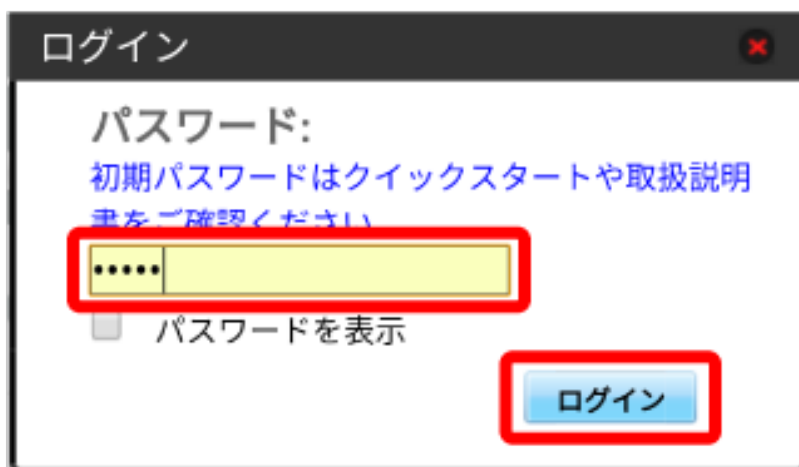 ログイン
パスワード:
初期パスワードはクイックスタートや取扱説明
書をご確認ください
•••••
パスワードを表示
ログイン